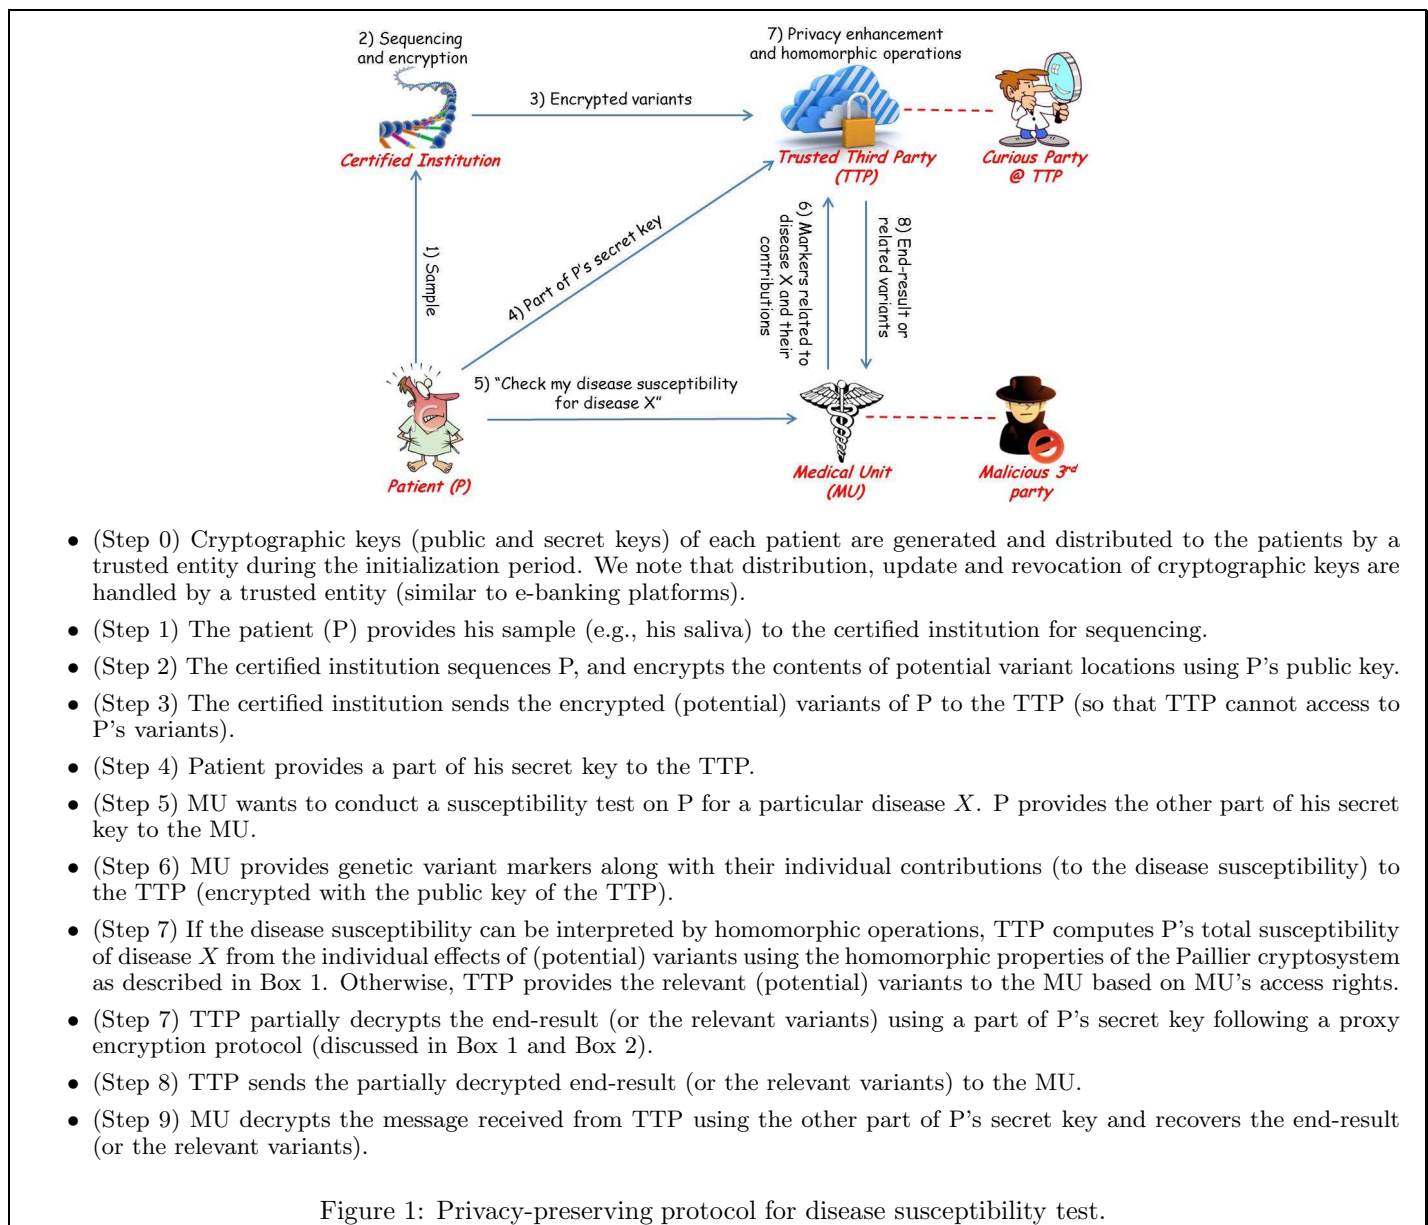 2) Sequencing
and encryption
7) Privacy enhancement
and homomorphic operations
3) Encrypted variants
Certified Institution
Trusted Third Party
(TTP)
Curious Party
@ TTP
1) Sample
4) Part of P's secret key
6) Markers related to
disease X and their
contributions
8) End-result or
related variants
5) "Check my disease susceptibility
for disease X"
Patient (P)
Medical Unit
(MU)
Malicious 3rd
party
• (Step 0) Cryptographic keys (public and secret keys) of each patient are generated and distributed to the patients by a
trusted entity during the initialization period. We note that distribution, update and revocation of cryptographic keys are
handled by a trusted entity (similar to e-banking platforms).
• (Step 1) The patient (P) provides his sample (e.g., his saliva) to the certified institution for sequencing.
• (Step 2) The certified institution sequences P, and encrypts the contents of potential variant locations using P's public key.
• (Step 3) The certified institution sends the encrypted (potential) variants of P to the TTP (so that TTP cannot access to
P's variants).
• (Step 4) Patient provides a part of his secret key to the TTP.
• (Step 5) MU wants to conduct a susceptibility test on P for a particular disease X. P provides the other part of his secret
key to the MU.
• (Step 6) MU provides genetic variant markers along with their individual contributions (to the disease susceptibility) to
the TTP (encrypted with the public key of the TTP).
• (Step 7) If the disease susceptibility can be interpreted by homomorphic operations, TTP computes P's total susceptibility
of disease X from the individual effects of (potential) variants using the homomorphic properties of the Paillier cryptosystem
as described in Box 1. Otherwise, TTP provides the relevant (potential) variants to the MU based on MU's access rights.
• (Step 7) TTP partially decrypts the end-result (or the relevant variants) using a part of P's secret key following a proxy
encryption protocol (discussed in Box 1 and Box 2).
• (Step 8) TTP sends the partially decrypted end-result (or the relevant variants) to the MU.
• (Step 9) MU decrypts the message received from TTP using the other part of P's secret key and recovers the end-result
(or the relevant variants).
Figure 1: Privacy-preserving protocol for disease susceptibility test.